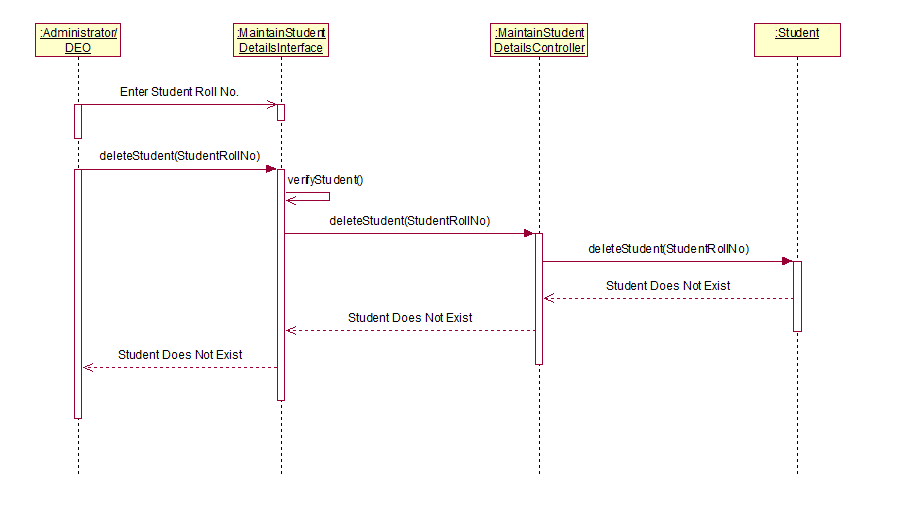 :Administrator/
DEO
:MaintainStudent
DetailsInterface
:MaintainStudent
DetailsController
:Student
Enter Student Roll No.
deleteStudent(StudentRollNo)
verifyStudent()
deleteStudent(StudentRollNo)
deleteStudent(StudentRollNo)
Student Does Not Exist
Student Does Not Exist
Student Does Not Exist